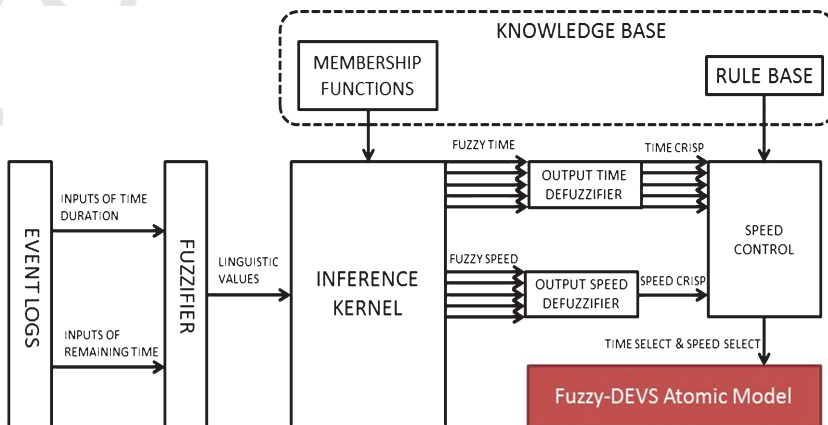 KNOWLEDGE BASE
MEMBERSHIP
FUNCTIONS
RULE BASE
FUZZY TIME
TIME CRISP
INPUTS OF TIME
DURATION
OUTPUT TIME
DEFUZZIFIER
EVENT LOGS
FUZZIFIER
LINGUISTIC
VALUES
INFERENCE
KERNEL
SPEED
CONTROL
FUZZY SPEED
OUTPUT SPEED
DEFUZZIFIER
SPEED CRISP
INPUTS OF
REMAINING TIME
TIME SELECT & SPEED SELECT
Fuzzy-DEVS Atomic Model